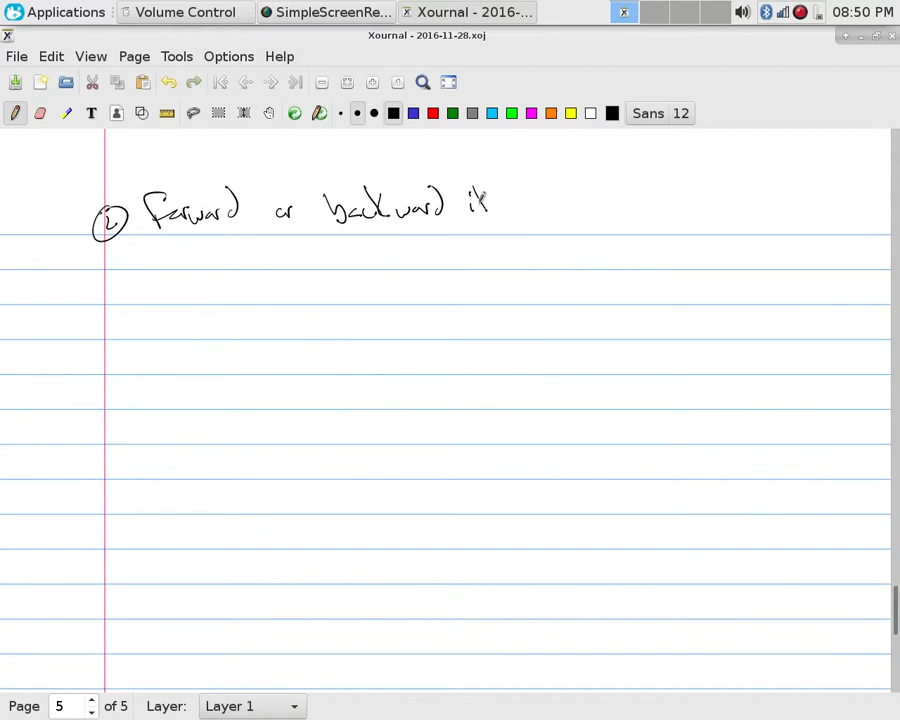 Applications Volume Control SimpleScreenRe... Xournal - 2016-... 08:50 PM
Xournal - 2016-11-28.xoj
File Edit View Page Tools Options Help
Sans 12
② Forward or backward
Page 5 of 5 Layer: Layer 1